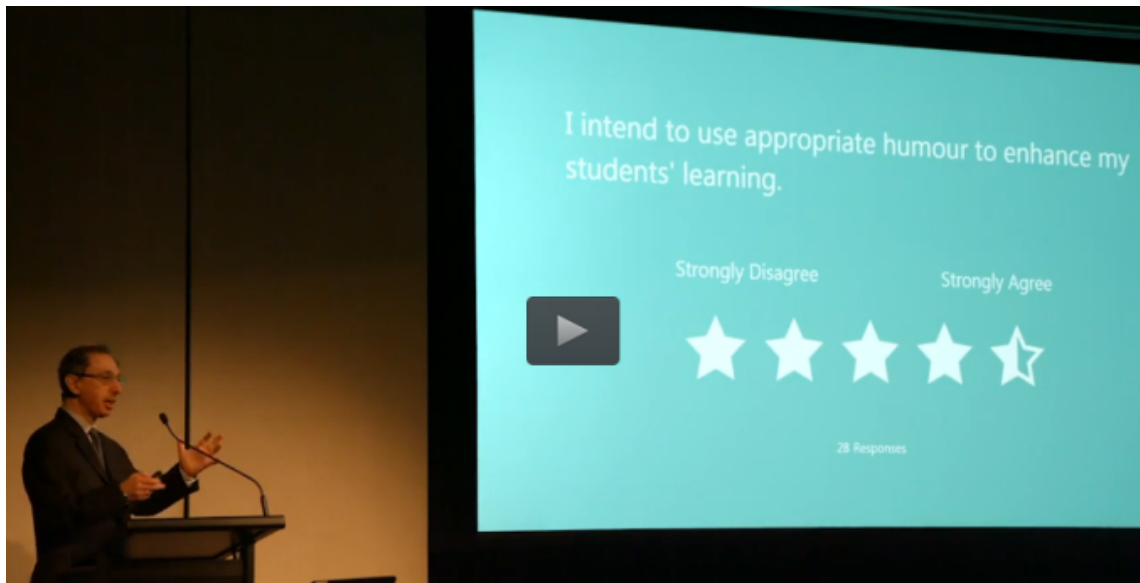 I intend to use appropriate humour to enhance my
students' learning.
Strongly Disagree
Strongly Agree
28 Responses